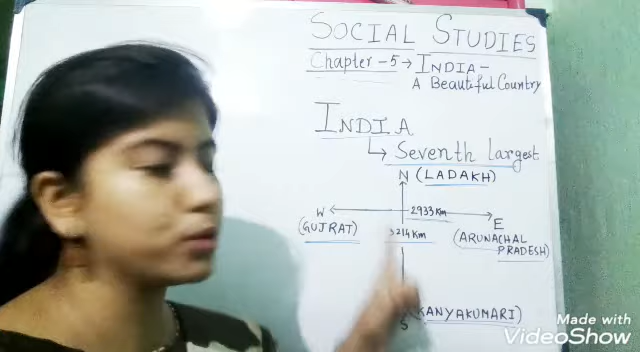 SOCIAL STUDIES
Chapter - 5 → INDIA -
A Beautiful Country
INDIA
↳ Seventh largest
N (LADAKH)
W
2933 Km
E
(GUJRAT)
3214 Km
(ARUNACHAL
PRADESH)
S
(KANYAKUMARI)
Made with
VideoShow